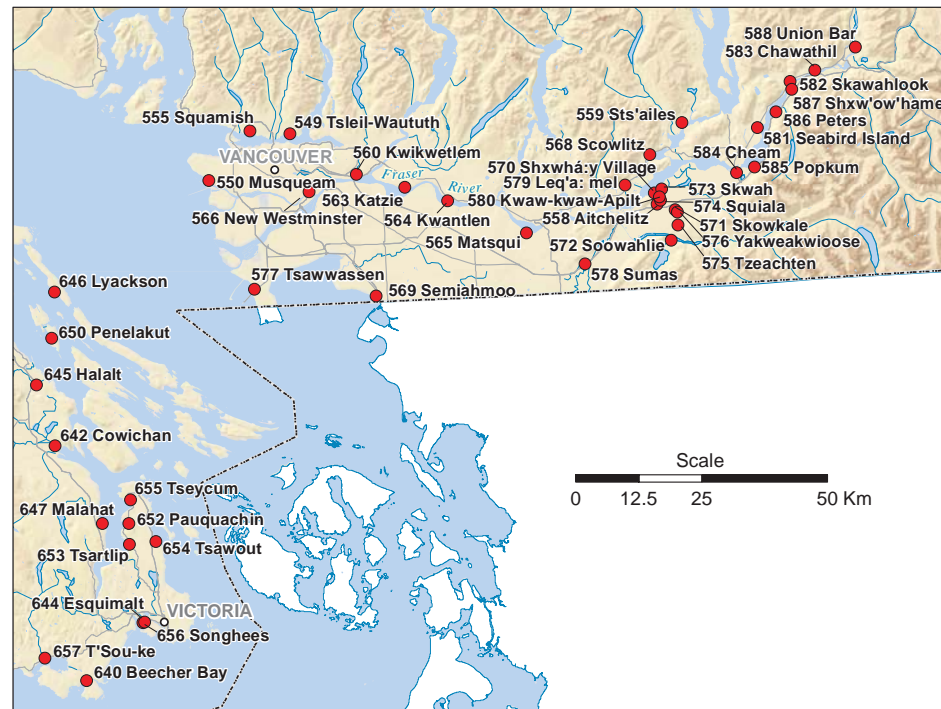 588 Union Bar
583 Chawathil
582 Skawahlook
587 Shxw'ow'hame
586 Peters
581 Seabird Island
559 Sts'ailes
555 Squamish
549 Tsleil-Waututh
568 Scowlitz
584 Cheam
585 Popkum
VANCOUVER
560 Kwikwetlem
570 Shxwhá:y Village
550 Musqueam
Fraser
River
579 Leq'a: mel
573 Skwah
563 Katzie
580 Kwaw-kwaw-Apilt
574 Squiala
566 New Westminster
564 Kwantlen
558 Aitchelitz
571 Skowkale
565 Matsqui
572 Soowahlie
576 Yakweakwioose
575 Tzeachten
577 Tsawwassen
578 Sumas
569 Semiahmoo
646 Lyackson
650 Penelakut
645 Halalt
642 Cowichan
Scale
0 12.5 25 50 Km
655 Tseycum
647 Malahat
652 Pauquachin
653 Tsartlip
654 Tsawout
644 Esquimalt
VICTORIA
656 Songhees
657 T'Sou-ke
640 Beecher Bay